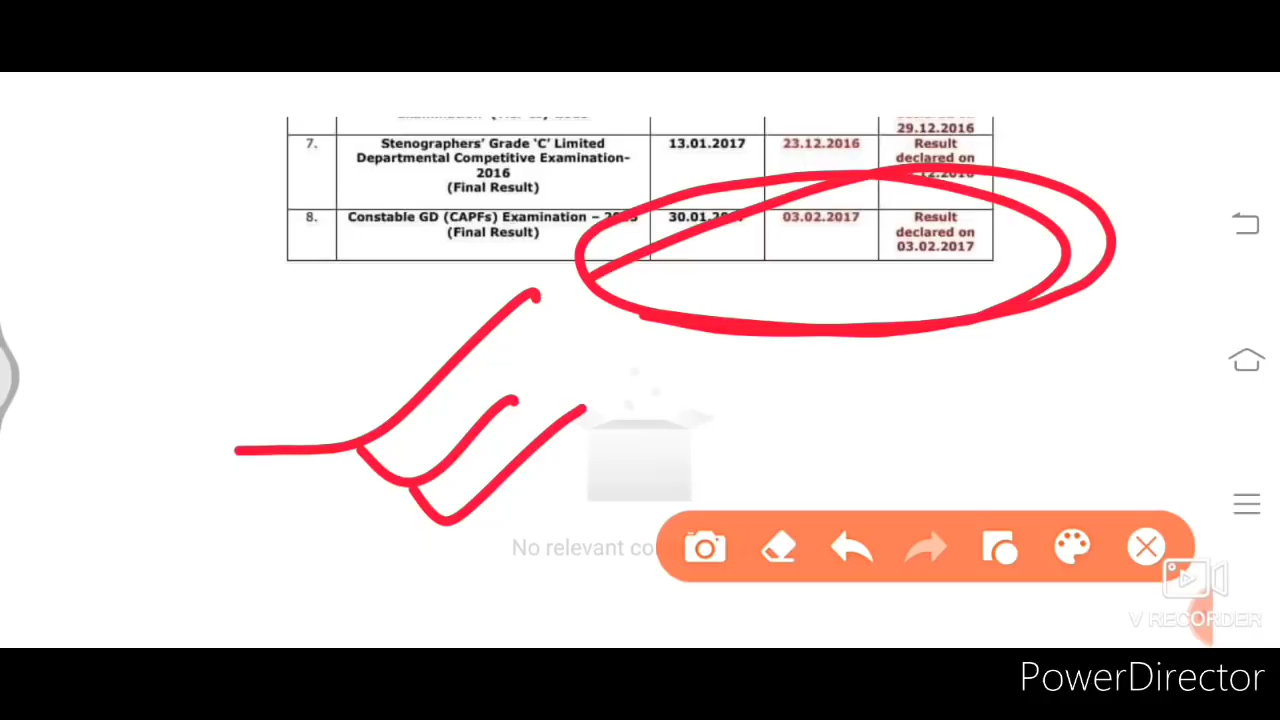 29.12.2016
7.
Stenographers' Grade 'C' Limited
Departmental Competitive Examination-
2016
(Final Result)
13.01.2017
23.12.2016
Result
declared on
8.
Constable GD (CAPFs) Examination –
(Final Result)
03.02.2017
Result
declared on
03.02.2017
No relevant
V RECORDER
PowerDirector